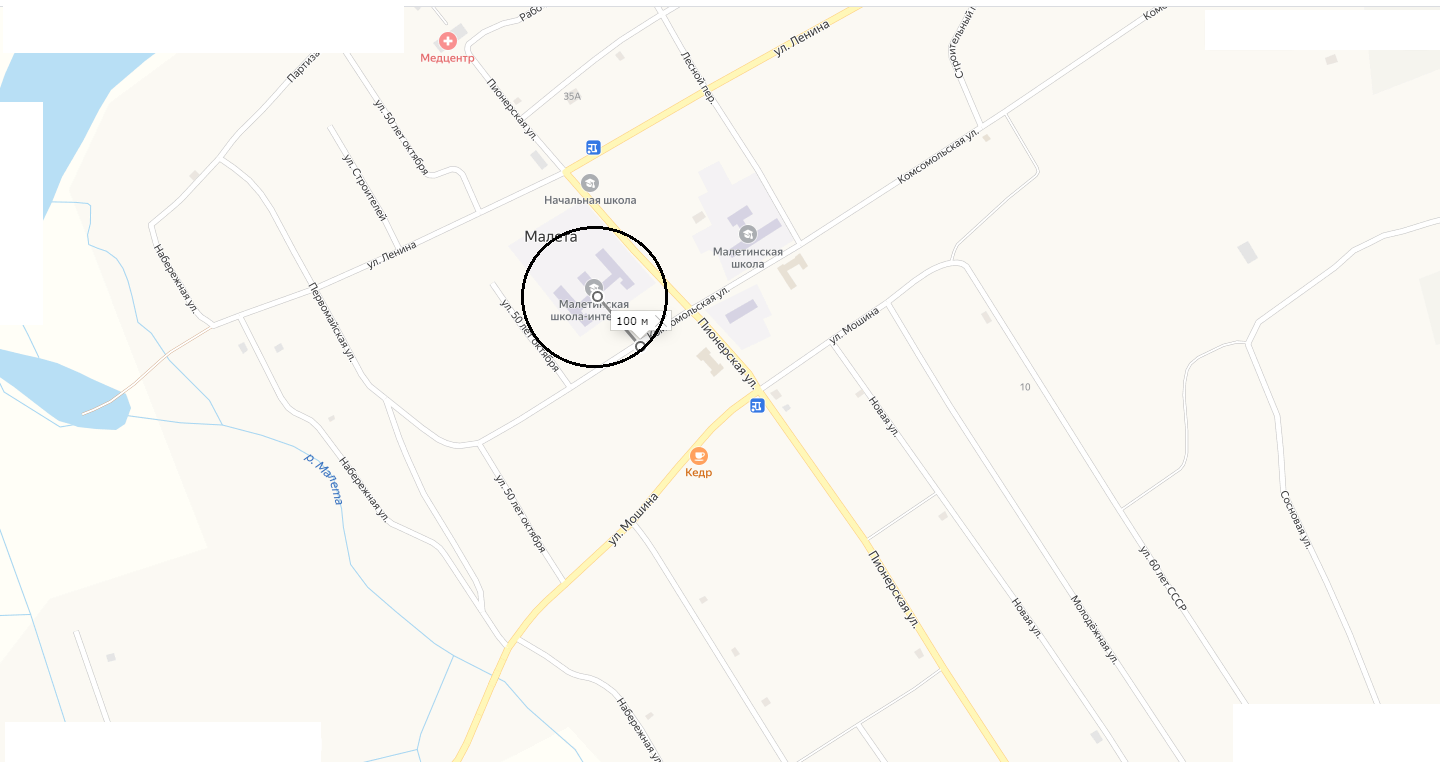 Рабо
Ком
Медцентр
ул. Ленина
Строительный п
Партиза
Лесной пер.
Пионерская ул.
35А
ул. 50 лет октября
Комсомольская ул.
ул. Строителей
Начальная школа
Малета
Малетинская
школа
ул. Ленина
Набережная ул.
Малетинская
школа-инте
100 м
мсомольская ул.
Первомайская ул.
ул. 50 лет октября
Пионерская ул.
ул. Мошина
10
Новая ул.
Кедр
р. Малета
Набережная ул.
ул. 50 лет октября
ул. Мошина
Сосновая ул.
Пионерская ул.
ул. 60 лет СССР
Новая ул.
Молодёжная ул.
Набережная ул.